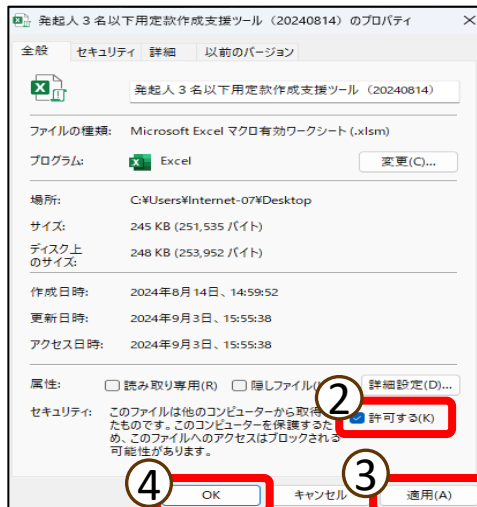 発起人３名以下用定款作成支援ツール （20240814） のプロパティ
全般 セキュリティ 詳細 以前のバージョン
発起人３名以下用定款作成支援ツール （20240814）
ファイルの種類: Microsoft Excel マクロ有効ワークシート (.xlsm)
プログラム: Excel 変更(C)...
場所: C:¥Users¥Internet-07¥Desktop
サイズ: 245 KB (251,535 バイト)
ディスク上
のサイズ: 248 KB (253,952 バイト)
作成日時: 2024年8月14日、14:59:52
更新日時: 2024年9月3日、15:55:38
アクセス日時: 2024年9月3日、15:55:38
属性: 読み取り専用(R) 隠しファイル( 詳細設定(D)...
②
セキュリティ: このファイルは他のコンピューターから取得
たものです。このコンピューターを保護するた
め、このファイルへのアクセスはブロックされる
可能性があります。
許可する(K)
④ ③
OK キャンセル 適用(A)